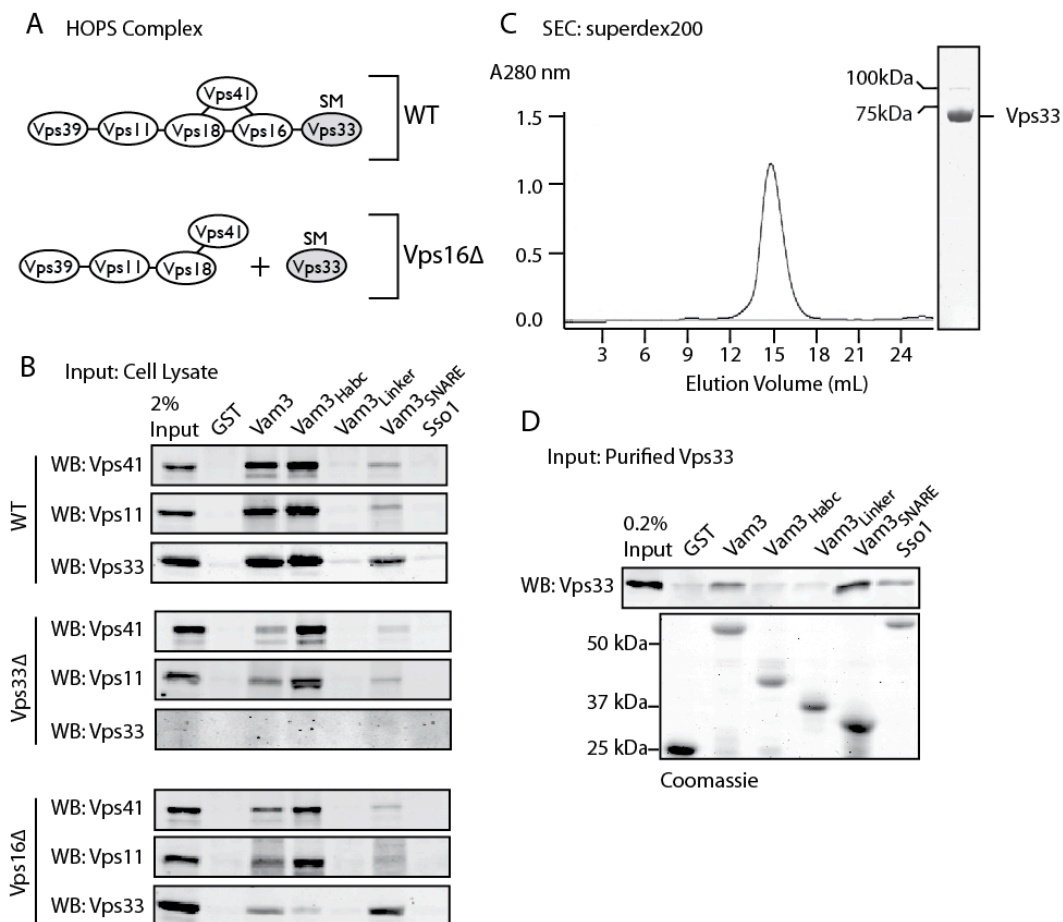 A HOPS Complex
Vps41
SM
Vps39 Vps11 Vps18 Vps16 Vps33
WT
Vps41
SM
Vps39 Vps11 Vps18 + Vps33
Vps16Δ
B Input: Cell Lysate
2%
Input GST Vam3 Vam3Habc Vam3Linker Vam3SNARE Sso1
WT
WB: Vps41
WB: Vps11
WB: Vps33
Vps33Δ
WB: Vps41
WB: Vps11
WB: Vps33
Vps16Δ
WB: Vps41
WB: Vps11
WB: Vps33
C SEC: superdex200
A280 nm
1.5
1.0
0.5
0.0
3 6 9 12 15 18 21 24
Elution Volume (mL)
100kDa
75kDa
Vps33
D
Input: Purified Vps33
0.2%
Input GST Vam3 Vam3Habc Vam3Linker Vam3SNARE Sso1
WB: Vps33
50 kDa
37 kDa
25 kDa
Coomassie